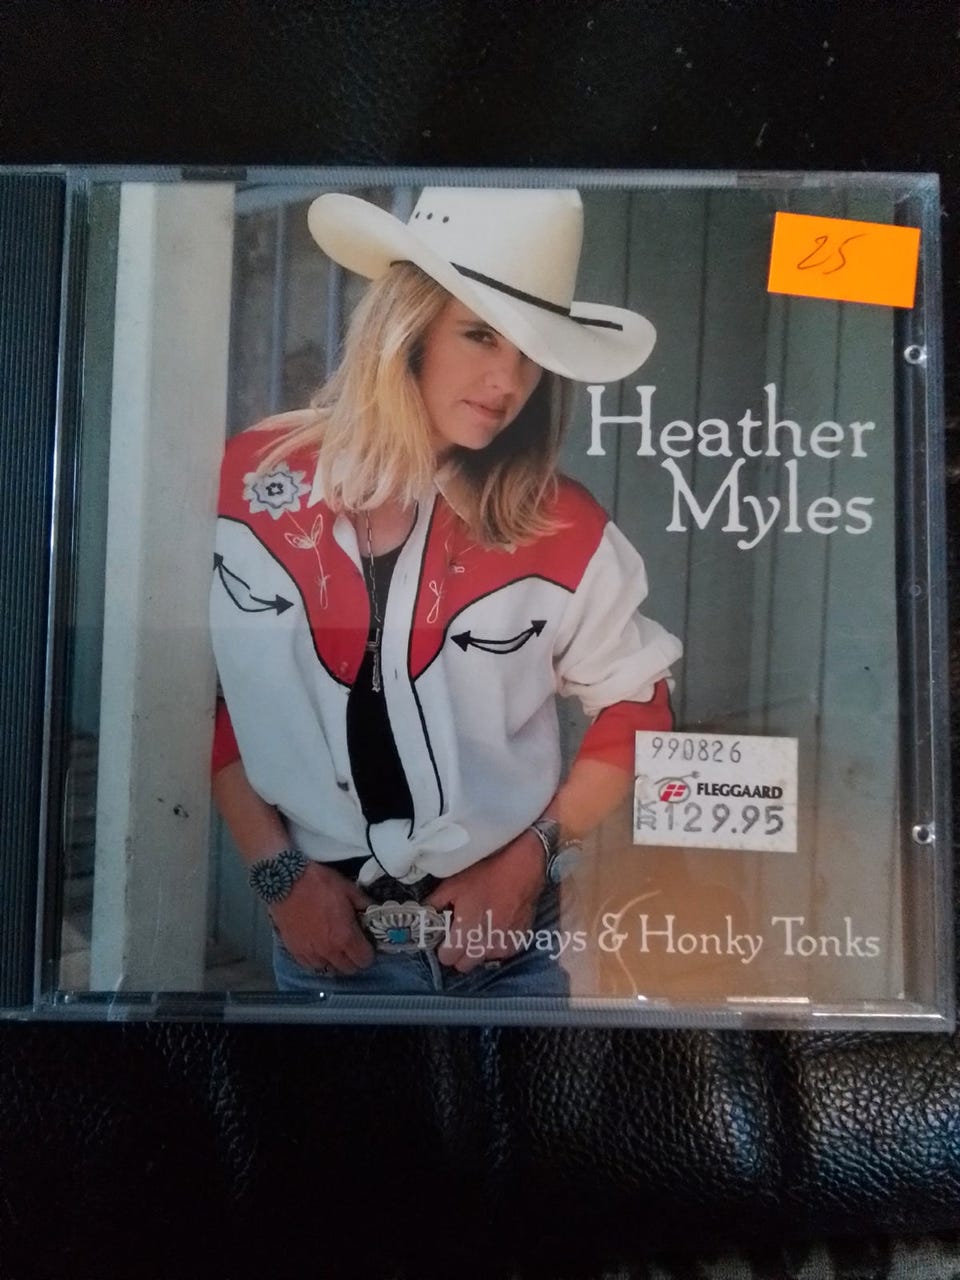 25
Heather
Myles
990826
FLEGGAARD
KR 129.95
Highways & Honky Tonks